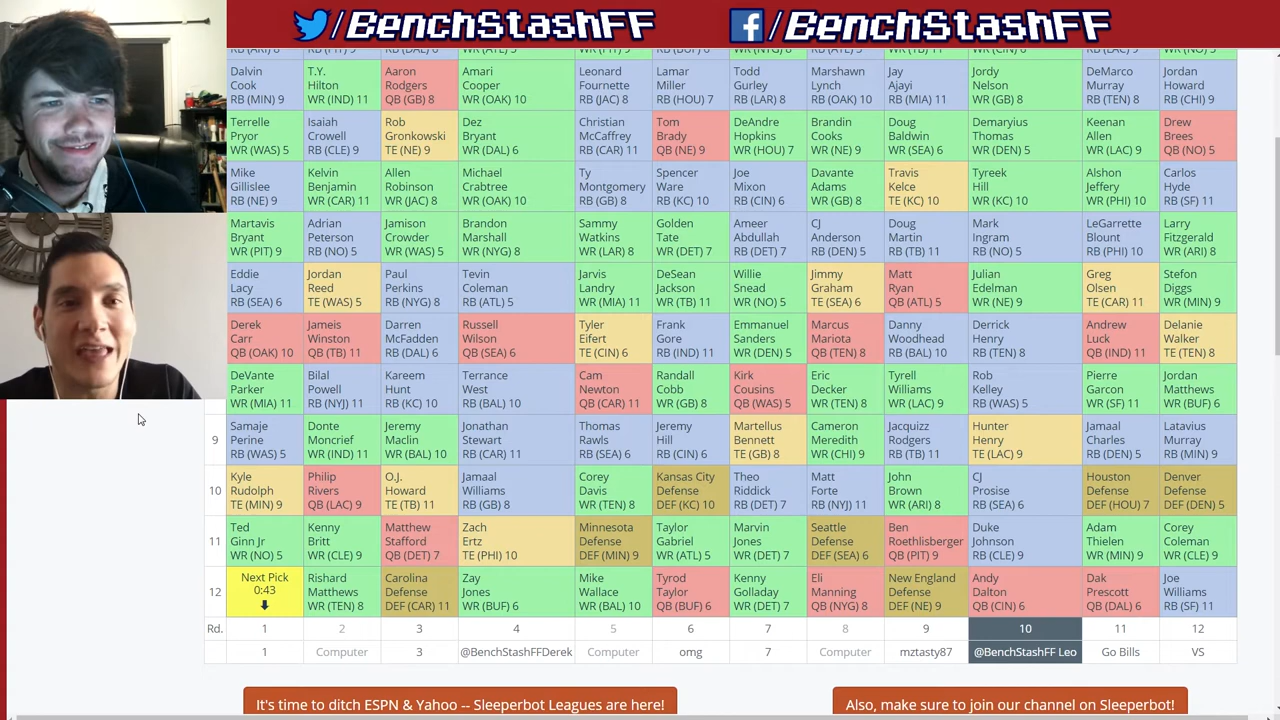 /BenchStashFF /BenchStashFF
RB (ARI) 8 RB (PIT) 9 RB (DAL) 6 WR (ATL) 5 WR (PIT) 9 RB (BUF) 6 WR (NYG) 8 RB (ATL) 5 WR (TB) 11 WR (CIN) 6 WR (NO) 5
Dalvin T.Y. Aaron Amari Leonard Lamar Todd Marshawn Jay Jordy DeMarco Jordan
Cook Hilton Rodgers Cooper Fournette Miller Gurley Lynch Ajayi Nelson Murray Howard
RB (MIN) 9 WR (IND) 11 QB (GB) 8 WR (OAK) 10 RB (JAC) 8 RB (HOU) 7 RB (LAR) 8 RB (OAK) 10 RB (MIA) 11 WR (GB) 8 RB (TEN) 8 RB (CHI) 9
Terrelle Isaiah Rob Dez Christian Tom DeAndre Brandin Doug Demaryius Keenan Drew
Pryor Crowell Gronkowski Bryant McCaffrey Brady Hopkins Cooks Baldwin Thomas Allen Brees
WR (WAS) 5 RB (CLE) 9 TE (NE) 9 WR (DAL) 6 RB (CAR) 11 QB (NE) 9 WR (HOU) 7 WR (NE) 9 WR (SEA) 6 WR (DEN) 5 WR (LAC) 9 QB (NO) 5
Mike Kelvin Allen Michael Ty Spencer Joe Davante Travis Tyreek Alshon Carlos
Gillislee Benjamin Robinson Crabtree Montgomery Ware Mixon Adams Kelce Hill Jeffery Hyde
RB (NE) 9 WR (CAR) 11 WR (JAC) 8 WR (OAK) 10 RB (GB) 8 RB (KC) 10 RB (CIN) 6 WR (GB) 8 TE (KC) 10 WR (KC) 10 WR (PHI) 10 RB (SF) 11
Martavis Adrian Jamison Brandon Sammy Golden Ameer CJ Doug Mark LeGarrette Larry
Bryant Peterson Crowder Marshall Watkins Tate Abdullah Anderson Martin Ingram Blount Fitzgerald
WR (PIT) 9 RB (NO) 5 WR (WAS) 5 WR (NYG) 8 WR (LAR) 8 WR (DET) 7 RB (DET) 7 RB (DEN) 5 RB (TB) 11 RB (NO) 5 RB (PHI) 10 WR (ARI) 8
Eddie Jordan Paul Tevin Jarvis DeSean Willie Jimmy Matt Julian Greg Stefon
Lacy Reed Perkins Coleman Landry Jackson Snead Graham Ryan Edelman Olsen Diggs
RB (SEA) 6 TE (WAS) 5 RB (NYG) 8 RB (ATL) 5 WR (MIA) 11 WR (TB) 11 WR (NO) 5 TE (SEA) 6 QB (ATL) 5 WR (NE) 9 TE (CAR) 11 WR (MIN) 9
Derek Jameis Darren Russell Tyler Frank Emmanuel Marcus Danny Derrick Andrew Delanie
Carr Winston McFadden Wilson Eifert Gore Sanders Mariota Woodhead Henry Luck Walker
QB (OAK) 10 QB (TB) 11 RB (DAL) 6 QB (SEA) 6 TE (CIN) 6 RB (IND) 11 WR (DEN) 5 QB (TEN) 8 RB (BAL) 10 RB (TEN) 8 QB (IND) 11 TE (TEN) 8
DeVante Bilal Kareem Terrance Cam Randall Kirk Eric Tyrell Rob Pierre Jordan
Parker Powell Hunt West Newton Cobb Cousins Decker Williams Kelley Garcon Matthews
WR (MIA) 11 RB (NYJ) 11 RB (KC) 10 RB (BAL) 10 QB (CAR) 11 WR (GB) 8 QB (WAS) 5 WR (TEN) 8 WR (LAC) 9 RB (WAS) 5 WR (SF) 11 WR (BUF) 6
Samaje Donte Jeremy Jonathan Thomas Jeremy Martellus Cameron Jacquizz Hunter Jamaal Latavius
9 Perine Moncrief Maclin Stewart Rawls Hill Bennett Meredith Rodgers Henry Charles Murray
RB (WAS) 5 WR (IND) 11 WR (BAL) 10 RB (CAR) 11 RB (SEA) 6 RB (CIN) 6 TE (GB) 8 WR (CHI) 9 RB (TB) 11 TE (LAC) 9 RB (DEN) 5 RB (MIN) 9
Kyle Philip O.J. Jamaal Corey Kansas City Theo Matt John CJ Houston Denver
10 Rudolph Rivers Howard Williams Davis Defense Riddick Forte Brown Prosise Defense Defense
TE (MIN) 9 QB (LAC) 9 TE (TB) 11 RB (GB) 8 WR (TEN) 8 DEF (KC) 10 RB (DET) 7 RB (NYJ) 11 WR (ARI) 8 RB (SEA) 6 DEF (HOU) 7 DEF (DEN) 5
Ted Kenny Matthew Zach Minnesota Taylor Marvin Seattle Ben Duke Adam Corey
11 Ginn Jr Britt Stafford Ertz Defense Gabriel Jones Defense Roethlisberger Johnson Thielen Coleman
WR (NO) 5 WR (CLE) 9 QB (DET) 7 TE (PHI) 10 DEF (MIN) 9 WR (ATL) 5 WR (DET) 7 DEF (SEA) 6 QB (PIT) 9 RB (CLE) 9 WR (MIN) 9 WR (CLE) 9
Next Pick Rishard Carolina Zay Mike Tyrod Kenny Eli New England Andy Dak Joe
12 0:43 Matthews Defense Jones Wallace Taylor Golladay Manning Defense Dalton Prescott Williams
WR (TEN) 8 DEF (CAR) 11 WR (BUF) 6 WR (BAL) 10 QB (BUF) 6 WR (DET) 7 QB (NYG) 8 DEF (NE) 9 QB (CIN) 6 QB (DAL) 6 RB (SF) 11
Rd. 1 2 3 4 5 6 7 8 9 10 11 12
1 Computer 3 @BenchStashFFDerek Computer omg 7 Computer mztasty87 @BenchStashFF Leo Go Bills VS
It's time to ditch ESPN & Yahoo -- Sleeperbot Leagues are here! Also, make sure to join our channel on Sleeperbot!